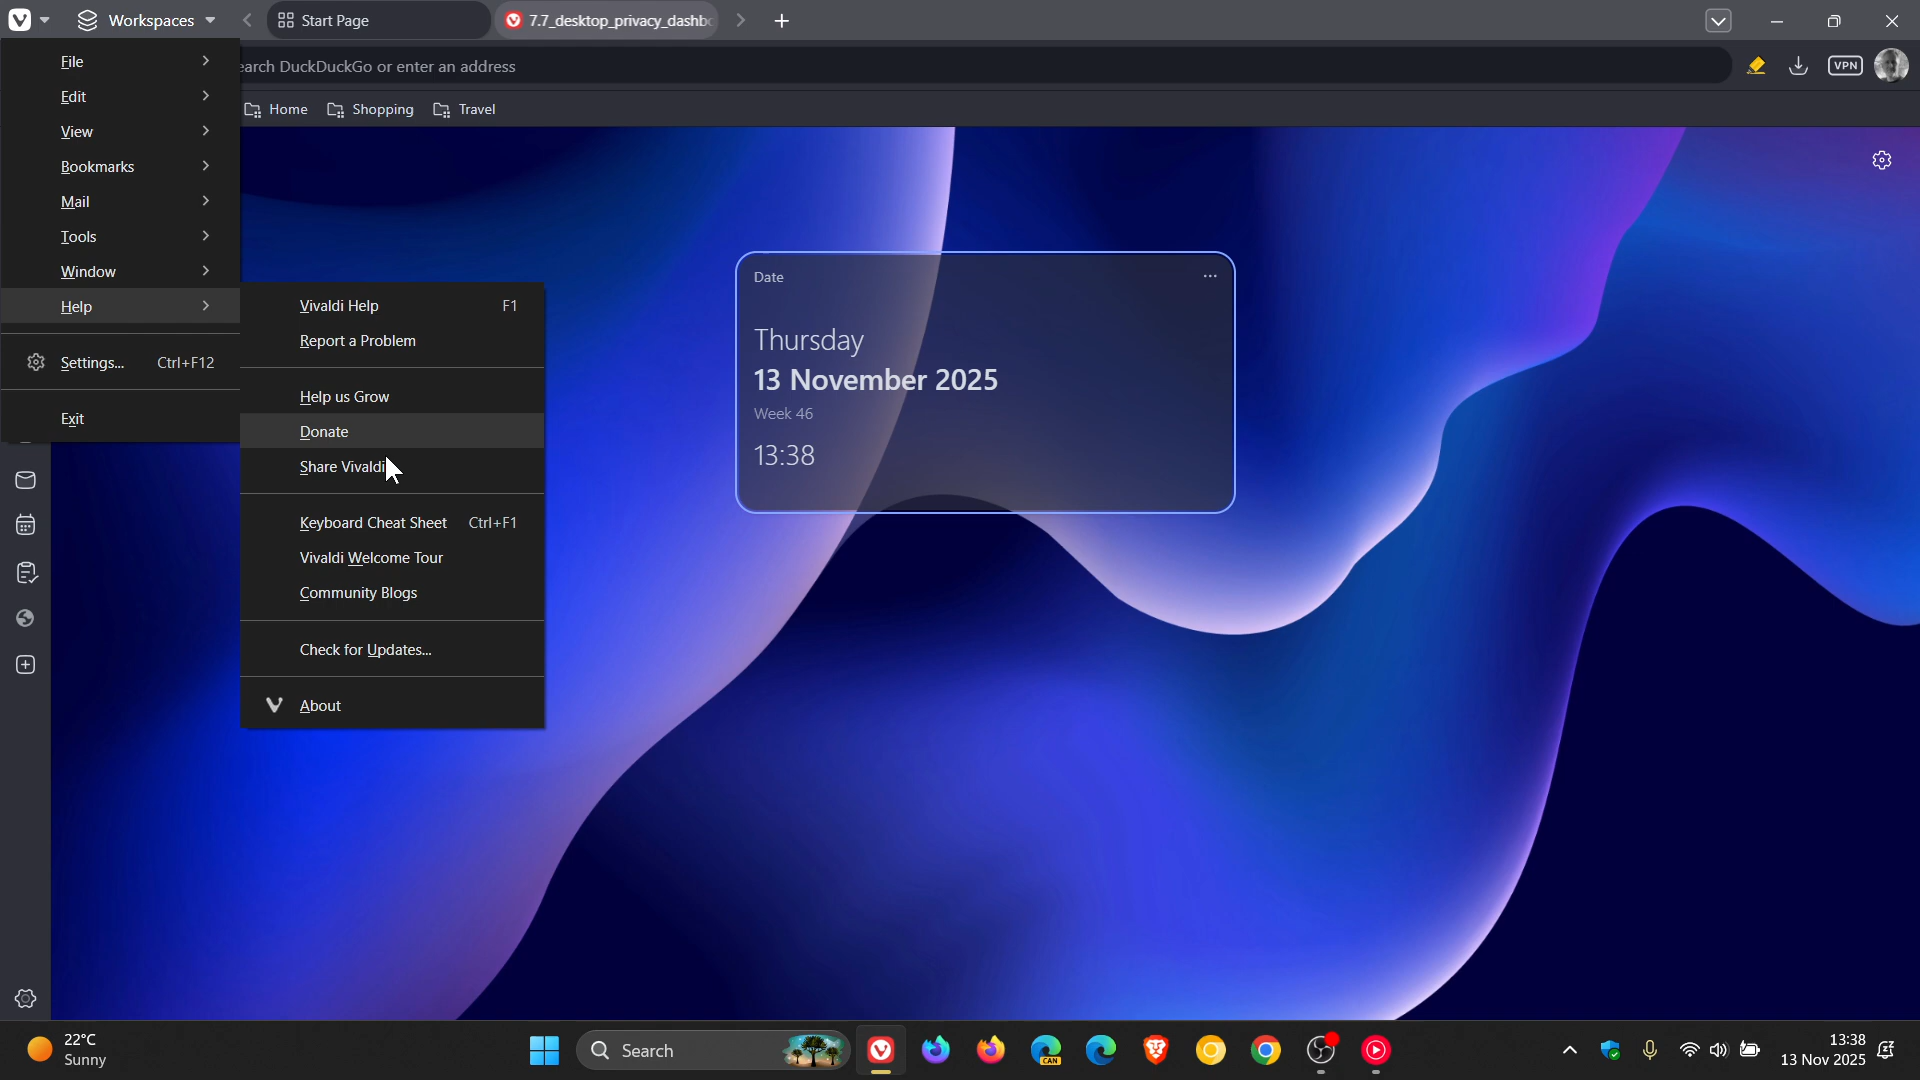 Workspaces
Start Page
7.7_desktop_privacy_dashb
earch DuckDuckGo or enter an address
VPN
Home
Shopping
Travel
File
Edit
View
Bookmarks
Mail
Tools
Window
Help
Settings... Ctrl+F12
Exit
Vivaldi Help F1
Report a Problem
Help us Grow
Donate
Share Vivaldi
Keyboard Cheat Sheet Ctrl+F1
Vivaldi Welcome Tour
Community Blogs
Check for Updates...
About
Date
Thursday
13 November 2025
Week 46
13:38
22°C
Sunny
Search
CAN
13:38
13 Nov 2025